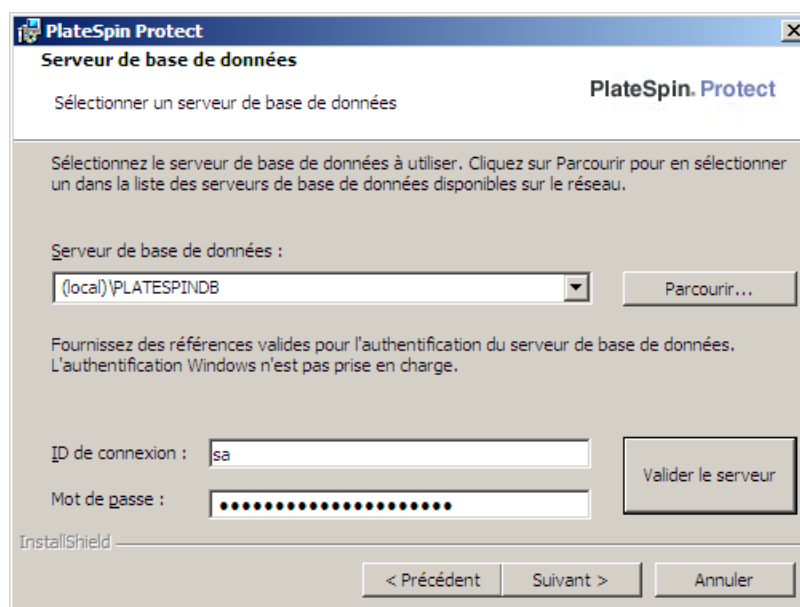 PlateSpin Protect
Serveur de base de données
Sélectionner un serveur de base de données
PlateSpin. Protect
Sélectionnez le serveur de base de données à utiliser. Cliquez sur Parcourir pour en sélectionner
un dans la liste des serveurs de base de données disponibles sur le réseau.
Serveur de base de données :
(local)\PLATESPINDB
Parcourir...
Fournissez des références valides pour l'authentification du serveur de base de données.
L'authentification Windows n'est pas prise en charge.
ID de connexion :
sa
Valider le serveur
Mot de passe :
●●●●●●●●●●●●●●●●●●●●●
InstallShield
< Précédent
Suivant >
Annuler